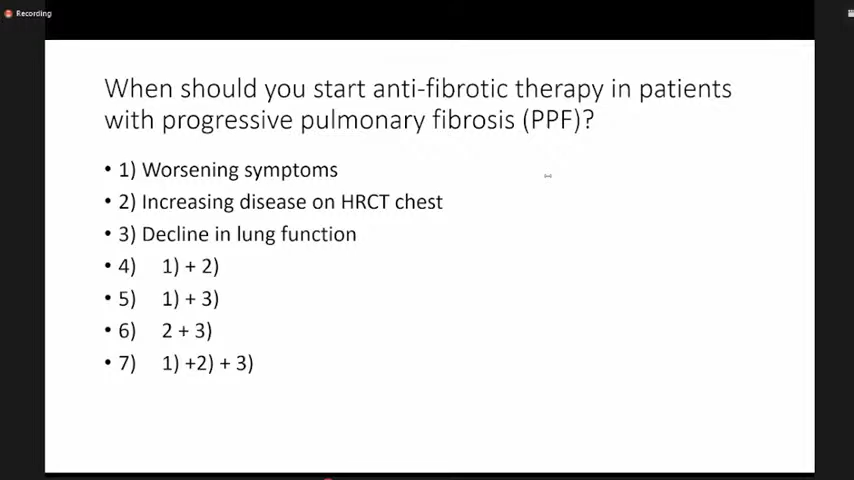 Recording
When should you start anti-fibrotic therapy in patients
with progressive pulmonary fibrosis (PPF)?
• 1) Worsening symptoms
• 2) Increasing disease on HRCT chest
• 3) Decline in lung function
• 4) 1) + 2)
• 5) 1) + 3)
• 6) 2 + 3)
• 7) 1) +2) + 3)